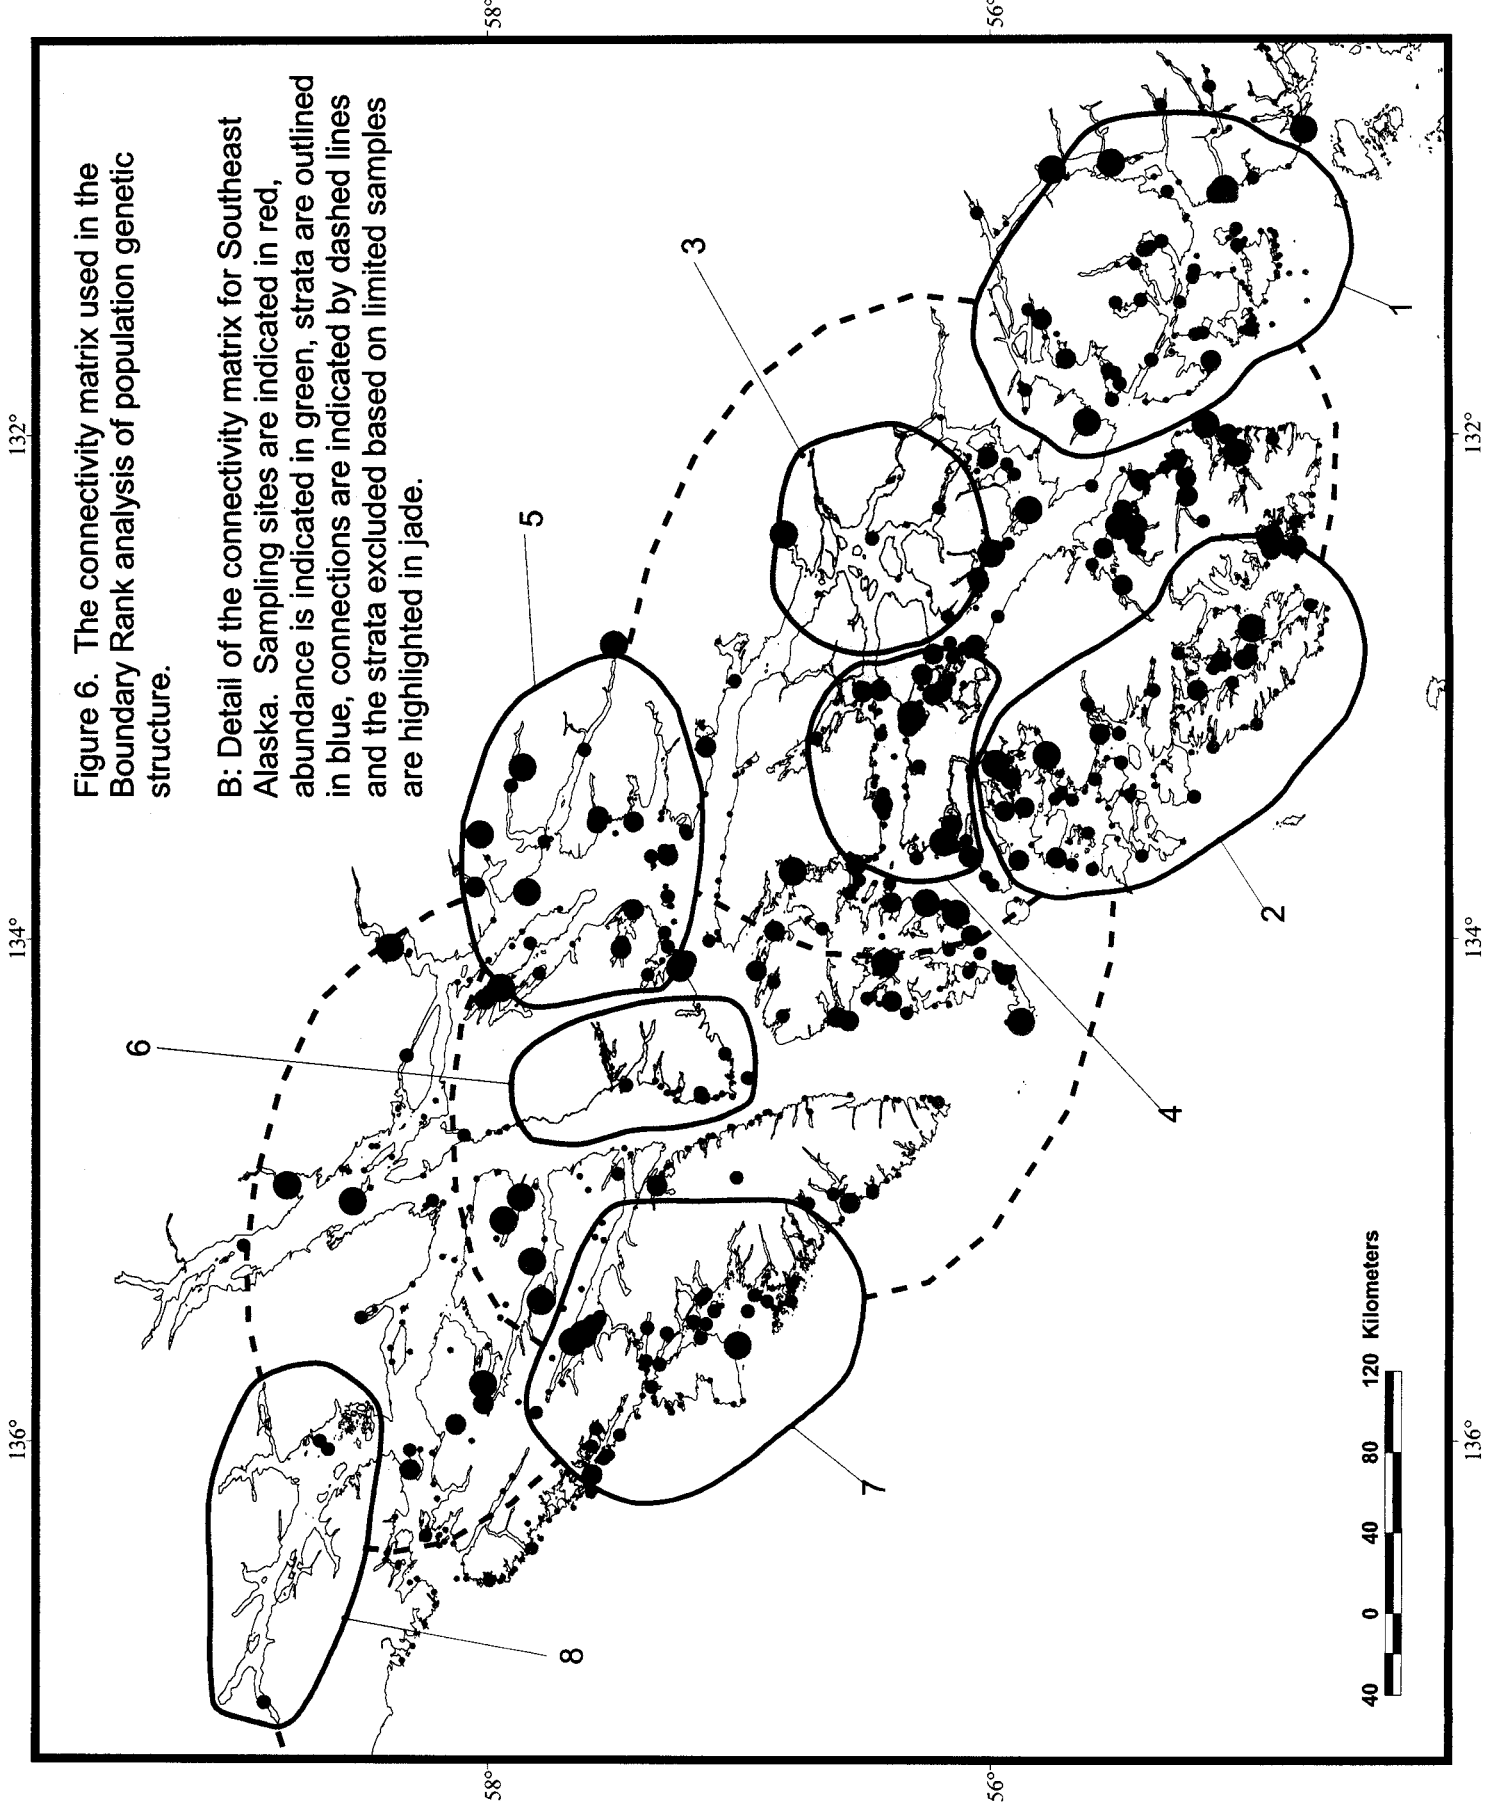 Figure 6. The connectivity matrix used in the
Boundary Rank analysis of population genetic
structure.
B: Detail of the connectivity matrix for Southeast
Alaska. Sampling sites are indicated in red,
abundance is indicated in green, strata are outlined
in blue, connections are indicated by dashed lines
and the strata excluded based on limited samples
are highlighted in jade.
136°
134°
132°
58°
58°
56°
56°
136°
134°
132°
8
6
5
3
7
4
2
1
40 0 40 80 120 Kilometers